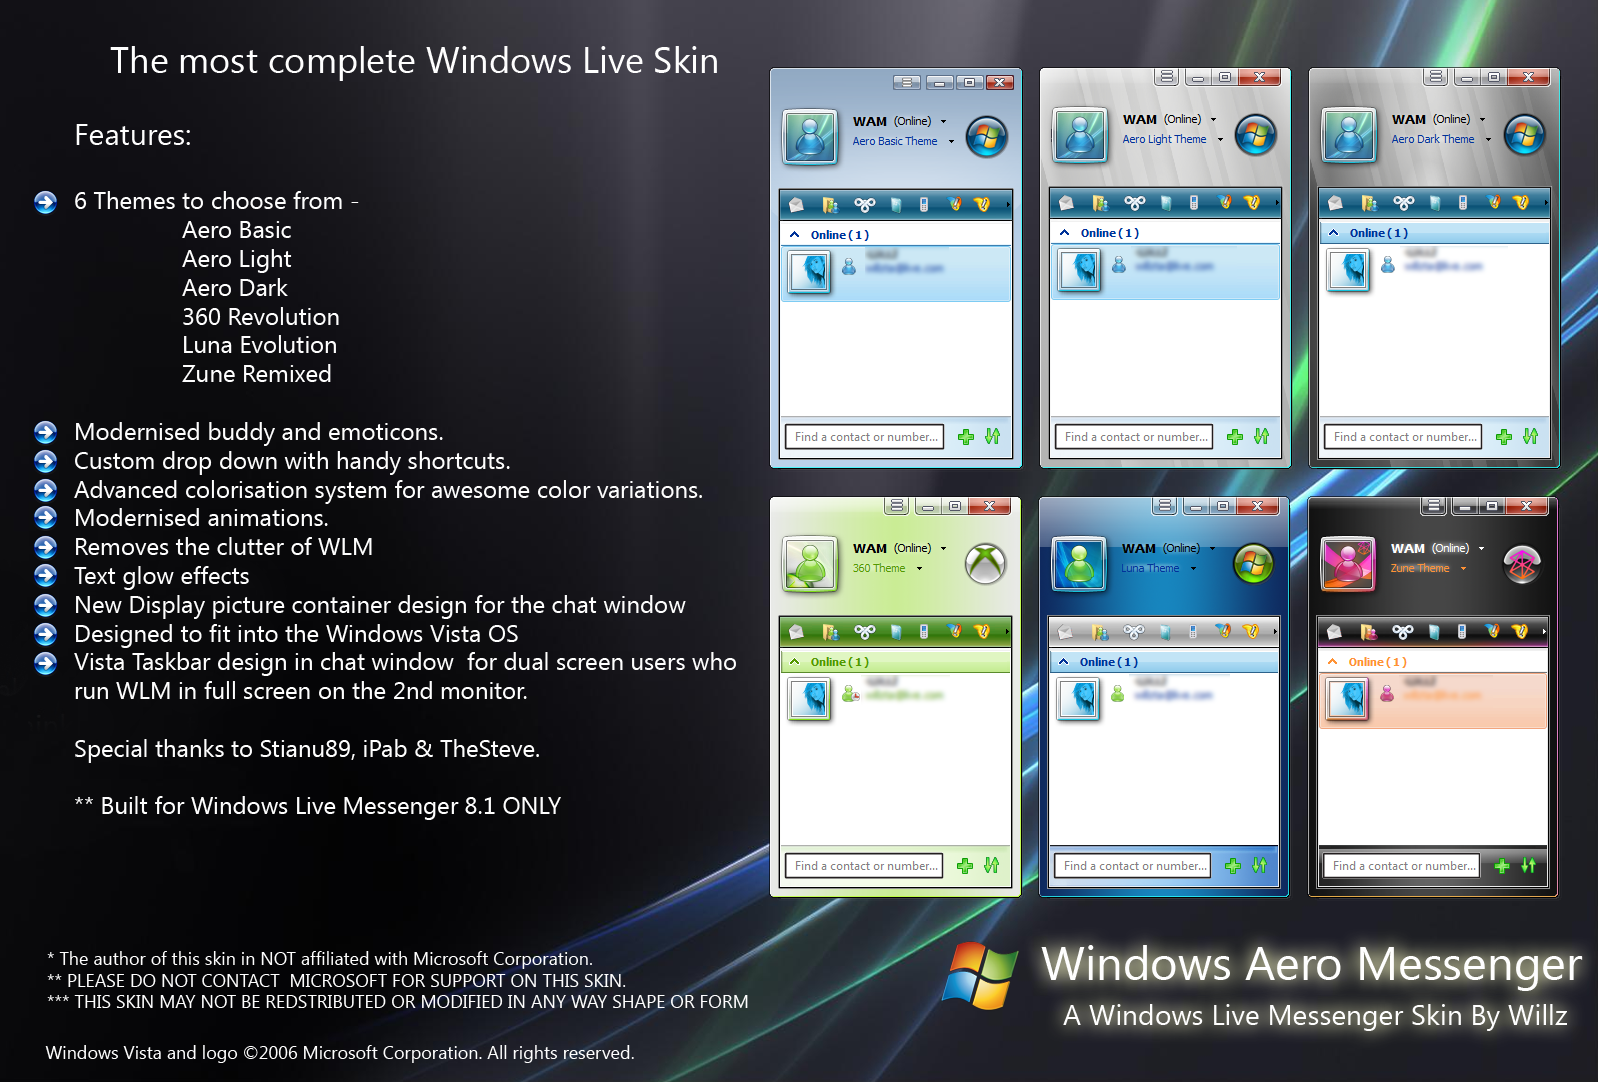 The most complete Windows Live Skin
Features:
6 Themes to choose from -
Aero Basic
Aero Light
Aero Dark
360 Revolution
Luna Evolution
Zune Remixed
Modernised buddy and emoticons.
Custom drop down with handy shortcuts.
Advanced colorisation system for awesome color variations.
Modernised animations.
Removes the clutter of WLM
Text glow effects
New Display picture container design for the chat window
Designed to fit into the Windows Vista OS
Vista Taskbar design in chat window  for dual screen users who
run WLM in full screen on the 2nd monitor.
Special thanks to Stianu89, iPab & TheSteve.
** Built for Windows Live Messenger 8.1 ONLY
* The author of this skin in NOT affiliated with Microsoft Corporation.
** PLEASE DO NOT CONTACT  MICROSOFT FOR SUPPORT ON THIS SKIN.
*** THIS SKIN MAY NOT BE REDSTRIBUTED OR MODIFIED IN ANY WAY SHAPE OR FORM
Windows Vista and logo ©2006 Microsoft Corporation. All rights reserved.
WAM (Online)
Aero Basic Theme
Online (1)
Find a contact or number...
WAM (Online)
Aero Light Theme
Online (1)
Find a contact or number...
WAM (Online)
Aero Dark Theme
Online (1)
Find a contact or number...
WAM (Online)
360 Theme
Online (1)
Find a contact or number...
WAM (Online)
Luna Theme
Online (1)
Find a contact or number...
WAM (Online)
Zune Theme
Online (1)
Find a contact or number...
Windows Aero Messenger
A Windows Live Messenger Skin By Willz